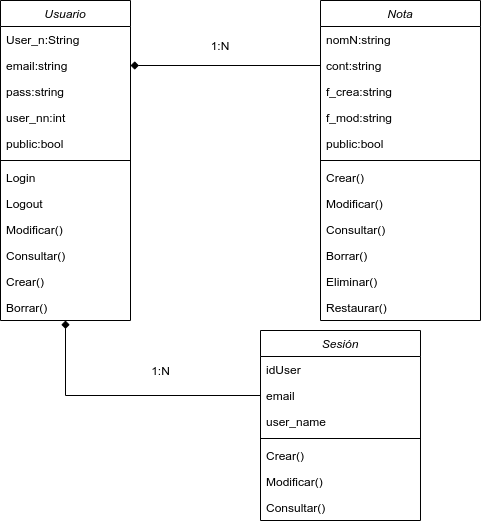 Usuario
User_n:String
email:string
pass:string
user_nn:int
public:bool
Login
Logout
Modificar()
Consultar()
Crear()
Borrar()
1:N
Nota
nomN:string
cont:string
f_crea:string
f_mod:string
public:bool
Crear()
Modificar()
Consultar()
Borrar()
Eliminar()
Restaurar()
1:N
Sesión
idUser
email
user_name
Crear()
Modificar()
Consultar()